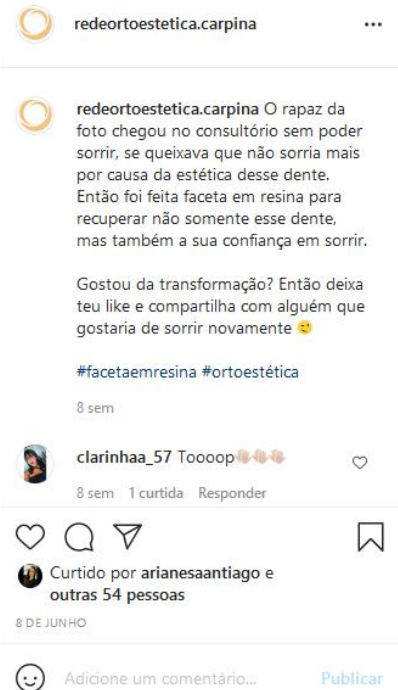 redeortoestetica.carpina
redeortoestetica.carpina O rapaz da
foto chegou no consultório sem poder
sorrir, se queixava que não sorria mais
por causa da estética desse dente.
Então foi feita faceta em resina para
recuperar não somente esse dente,
mas também a sua confiança em sorrir.
Gostou da transformação? Então deixa
teu like e compartilha com alguém que
gostaria de sorrir novamente 😉
#facetaemresina #ortoestética
8 sem
clarinhaa_57 Toooop👏🏻👏🏻👏🏻
8 sem 1 curtida Responder
Curtido por arianesaantiago e
outras 54 pessoas
8 DE JUNHO
Adicione um comentário... Publicar